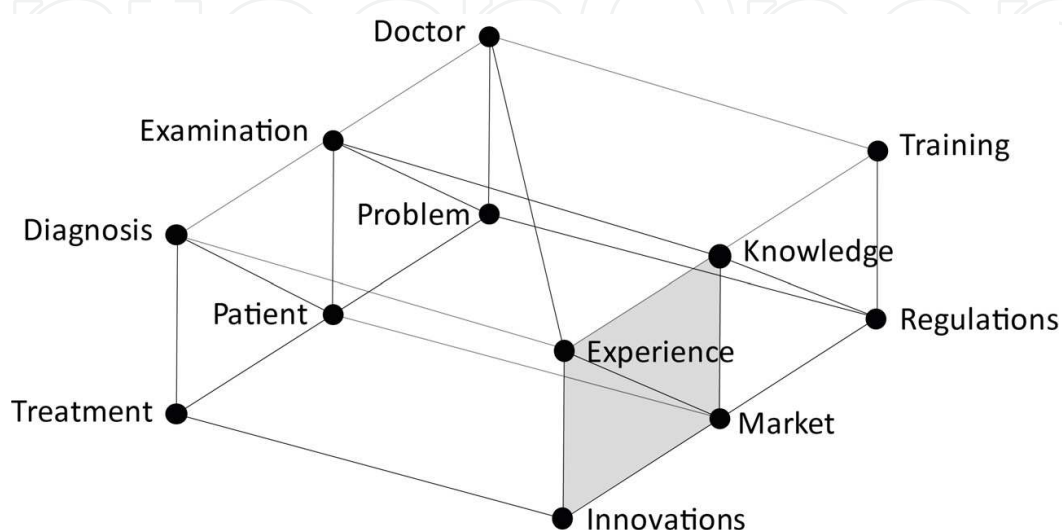 Doctor
Examination
Training
Problem
Diagnosis
Knowledge
Patient
Regulations
Experience
Treatment
Market
Innovations